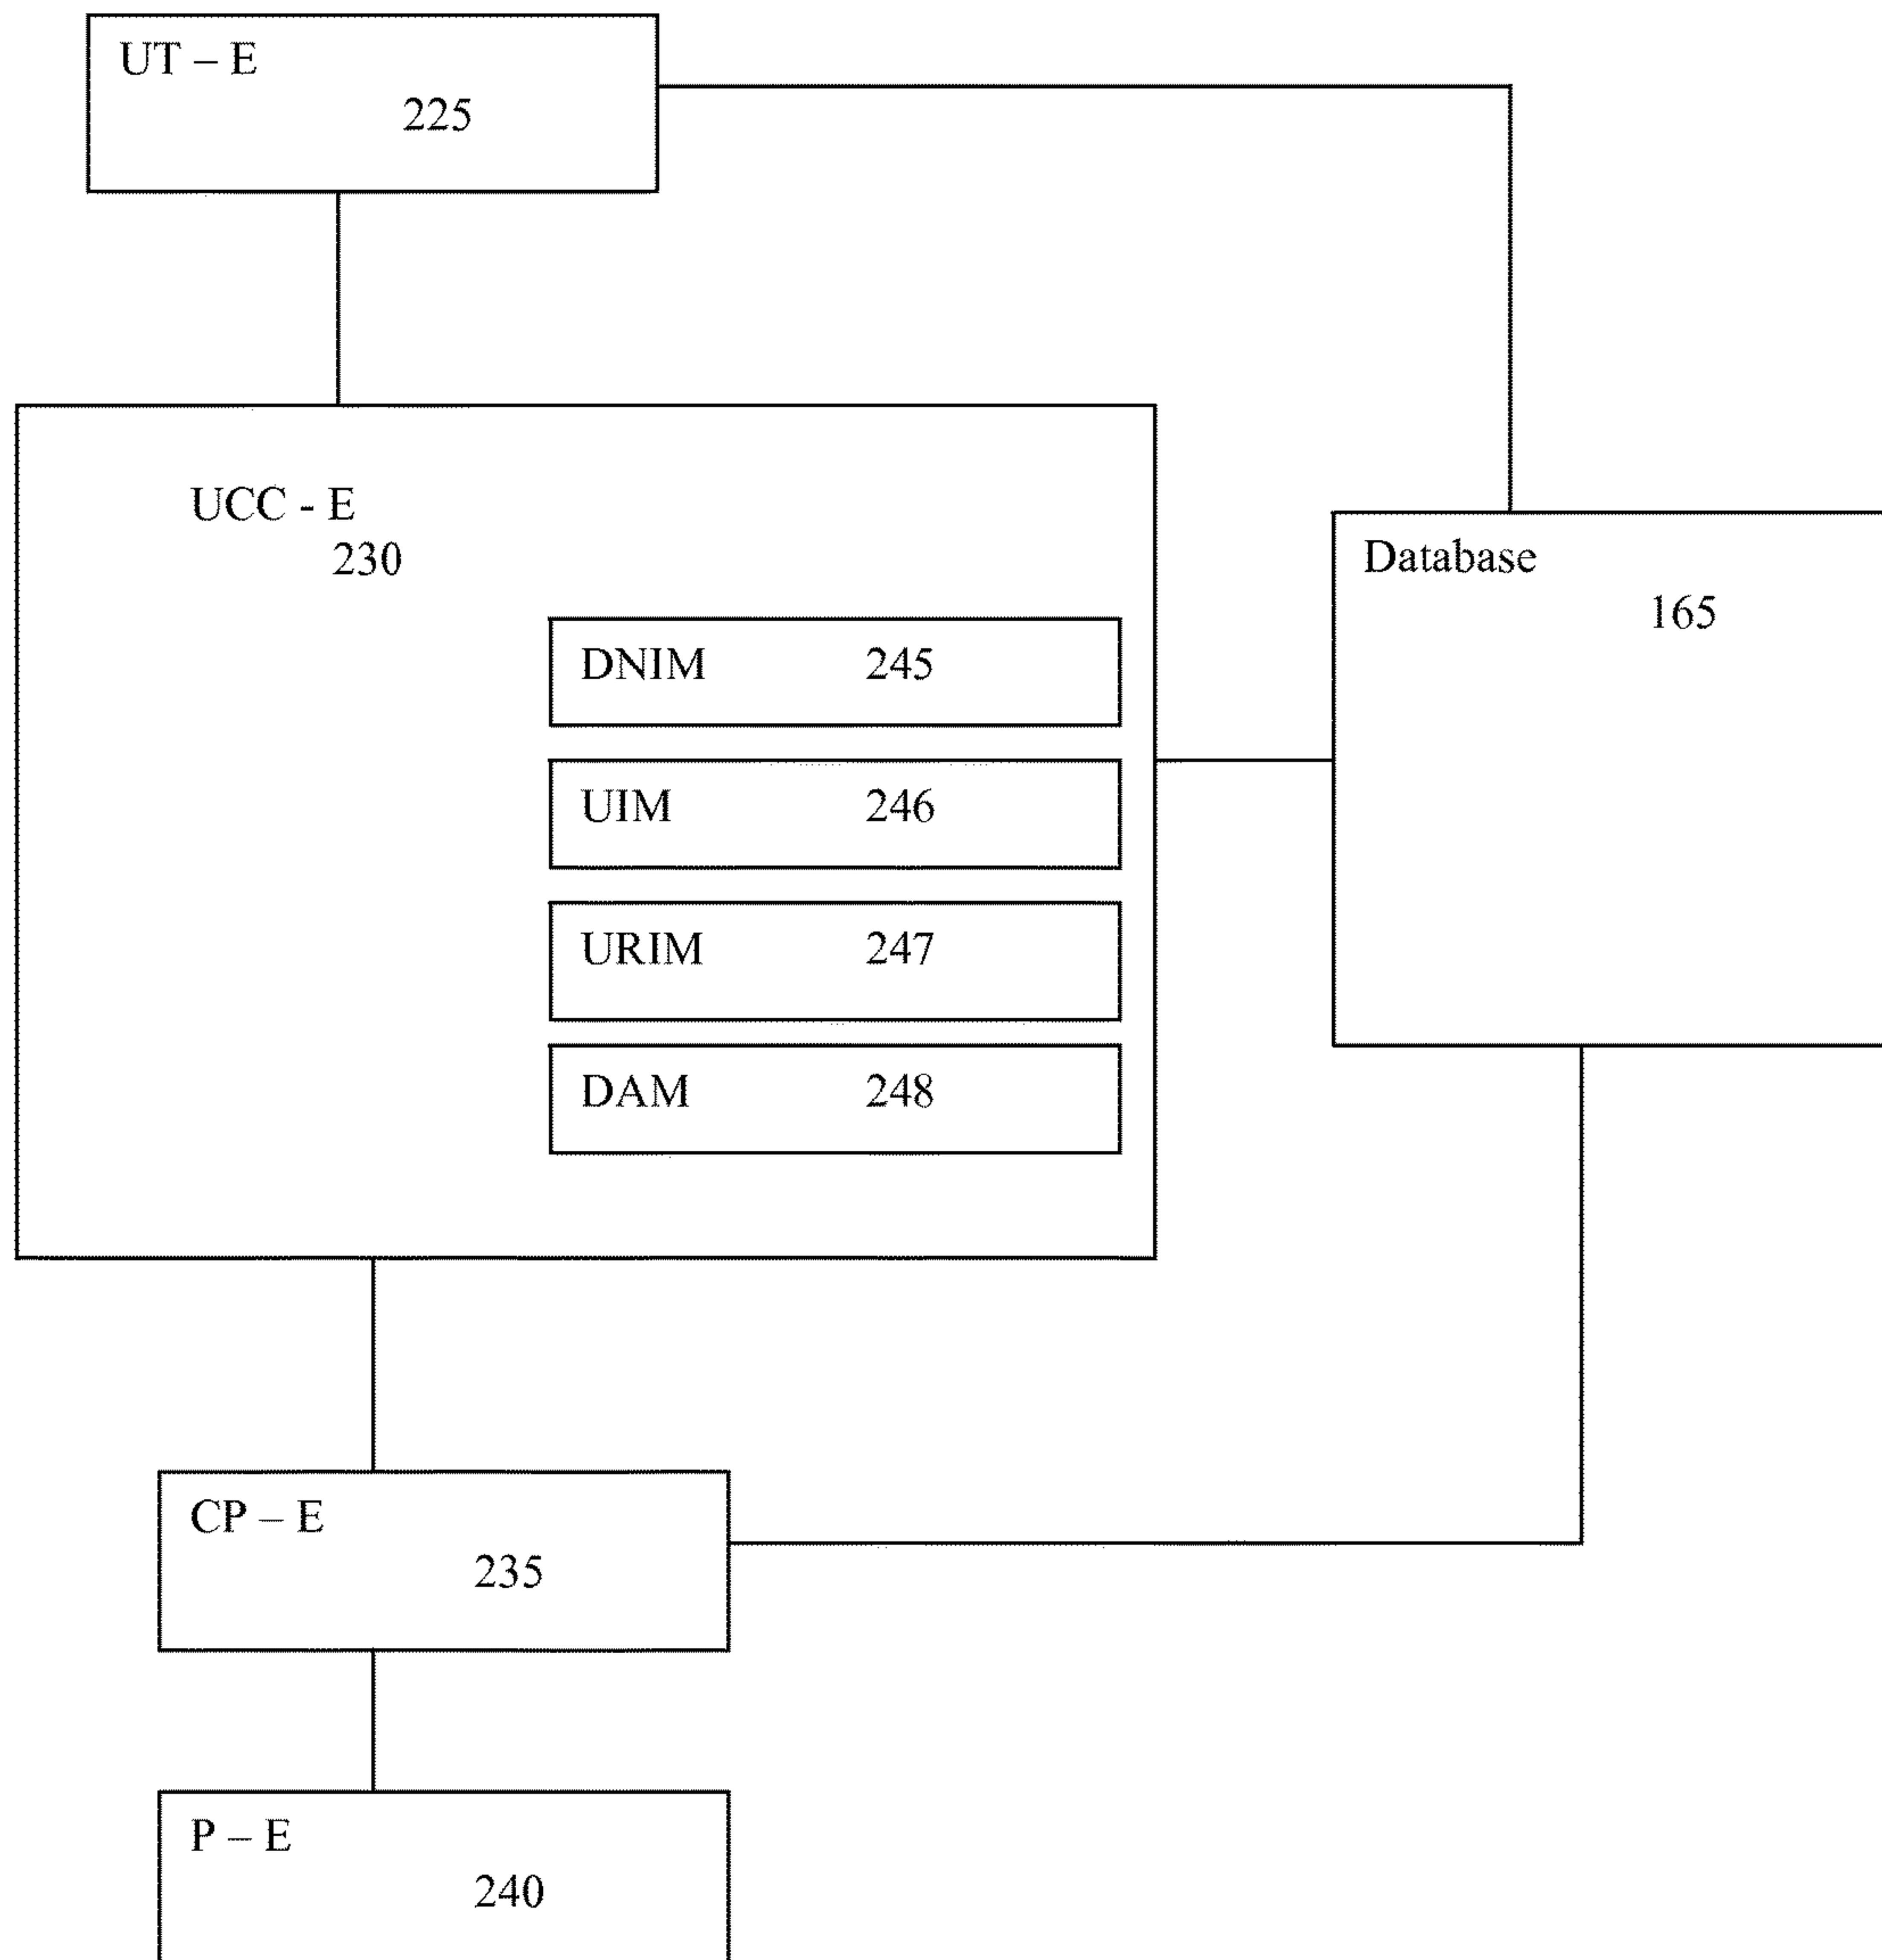 UT – E
225
UCC - E
230
Database
165
DNIM 245
UIM 246
URIM 247
DAM 248
CP – E
235
P – E
240